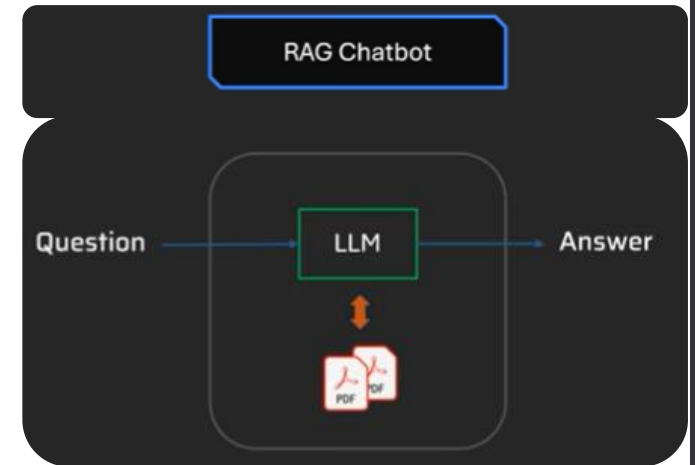 RAG Chatbot
Question
LLM
Answer
PDF
PDF